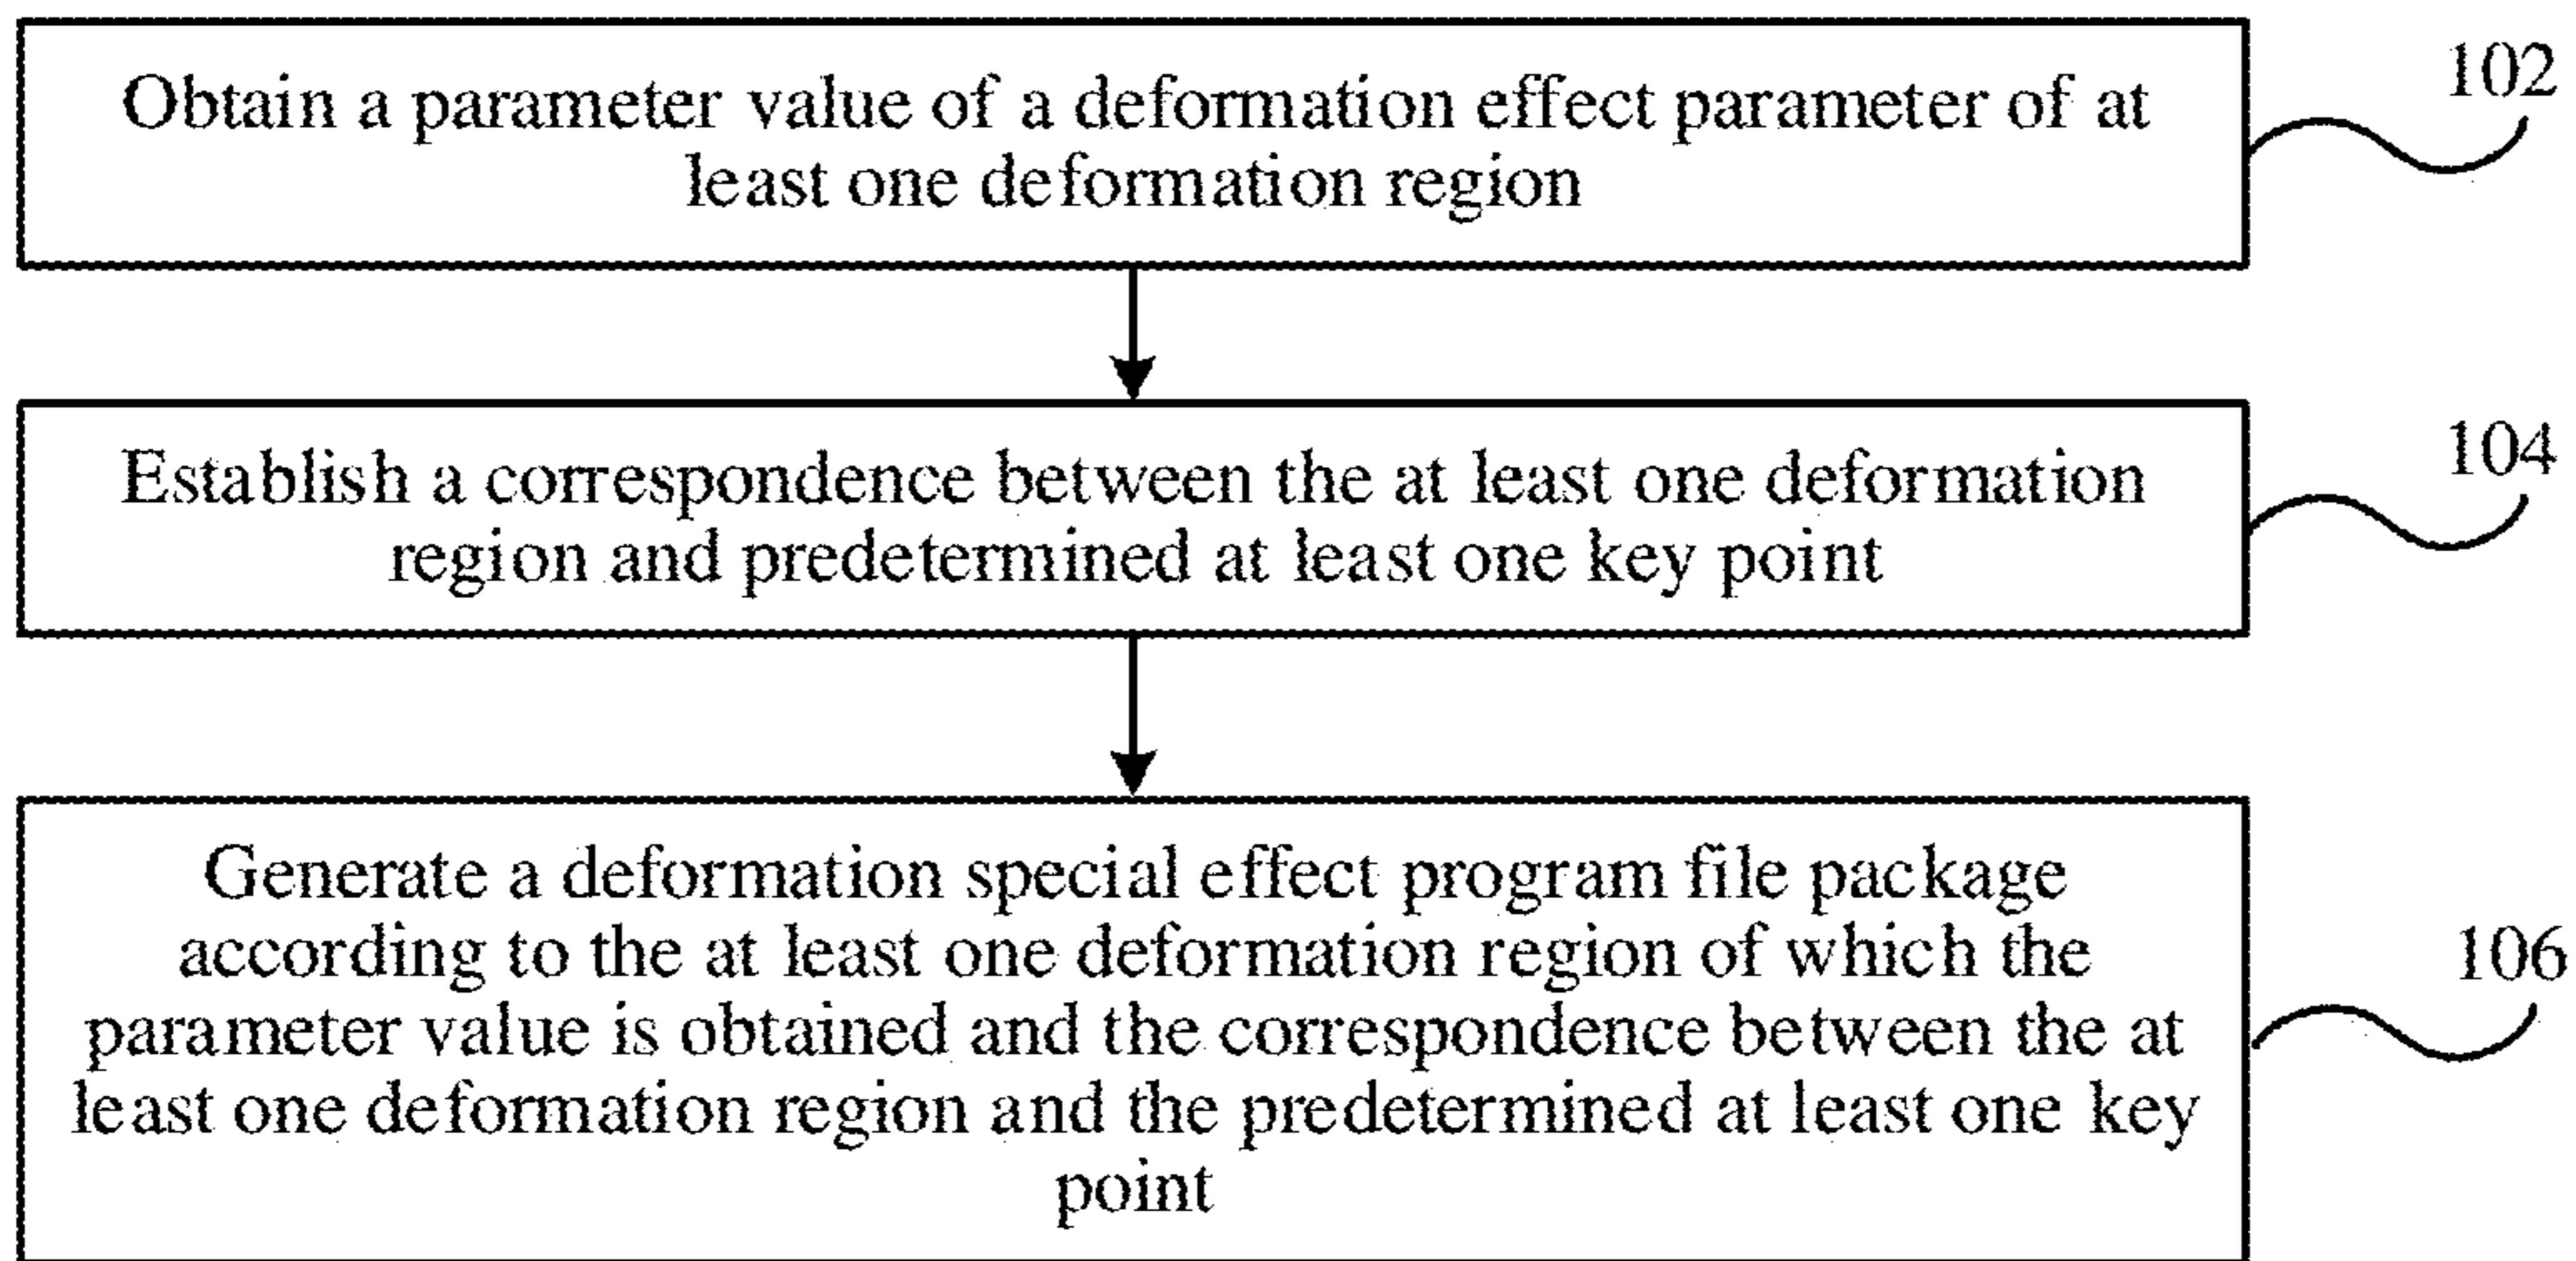 Obtain a parameter value of a deformation effect parameter of at
least one deformation region
102
Establish a correspondence between the at least one deformation
region and predetermined at least one key point
104
Generate a deformation special effect program file package
according to the at least one deformation region of which the
parameter value is obtained and the correspondence between the at
least one deformation region and the predetermined at least one key
point
106